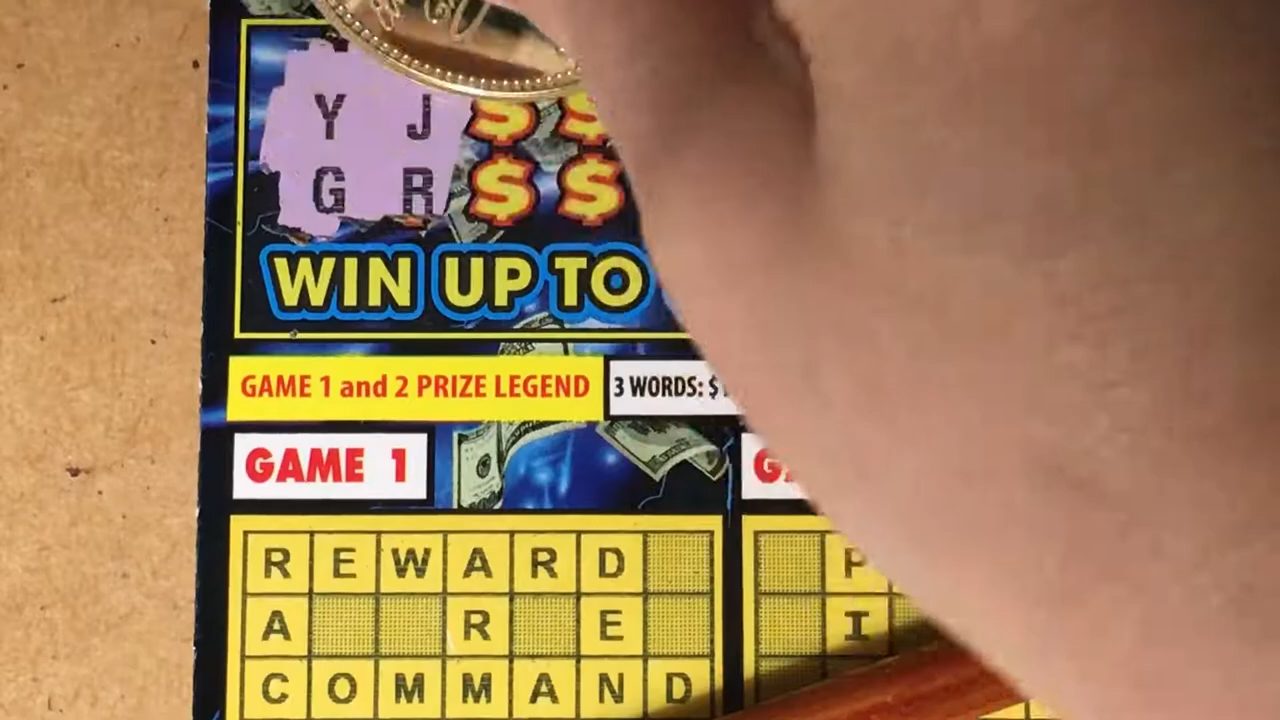 Y J $ $
G R $ $
WIN UP TO
GAME 1 and 2 PRIZE LEGEND 3 WORDS: $
GAME 1
R E W A R D
A R E
C O M M A N D
P
I